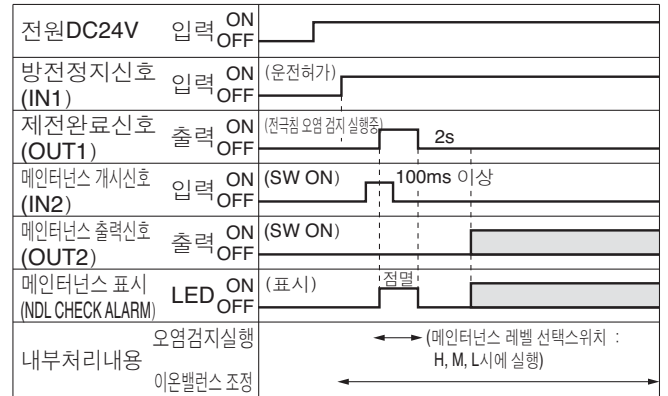 전원DC24V 입력 ON OFF
방전정지신호 (IN1) 입력 ON OFF (운전허가)
제전완료신호 (OUT1) 출력 ON OFF (전극침 오염 검지 실행중) 2s
메인터넌스 개시신호 (IN2) 입력 ON OFF (SW ON) 100ms 이상
메인터넌스 출력신호 (OUT2) 출력 ON OFF (SW ON)
메인터넌스 표시 (NDL CHECK ALARM) LED ON OFF (표시) 점멸
내부처리내용
오염검지실행 (메인터넌스 레벨 선택스위치 :
H, M, L시에 실행)
이온밸런스 조정